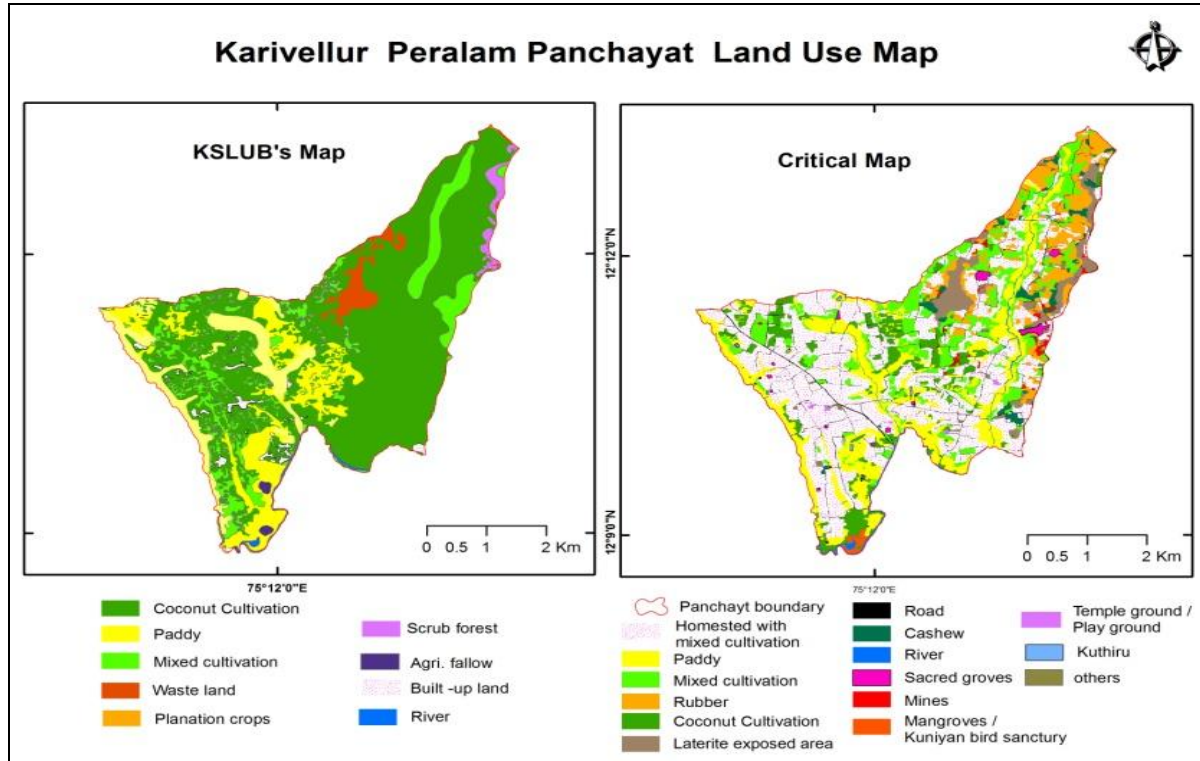 Karivellur Peralam Panchayat Land Use Map
KSLUB's Map
12°12'0"N
12°9'0"N
0 0.5 1 2 Km
75°12'0"E
Critical Map
0 0.5 1 2 Km
75°12'0"E
Coconut Cultivation
Paddy
Mixed cultivation
Waste land
Planation crops
Scrub forest
Agri. fallow
Built -up land
River
Panchayt boundary
Homested with
mixed cultivation
Paddy
Mixed cultivation
Rubber
Coconut Cultivation
Laterite exposed area
Road
Cashew
River
Sacred groves
Mines
Mangroves /
Kuniyan bird sanctury
Temple ground /
Play ground
Kuthiru
others